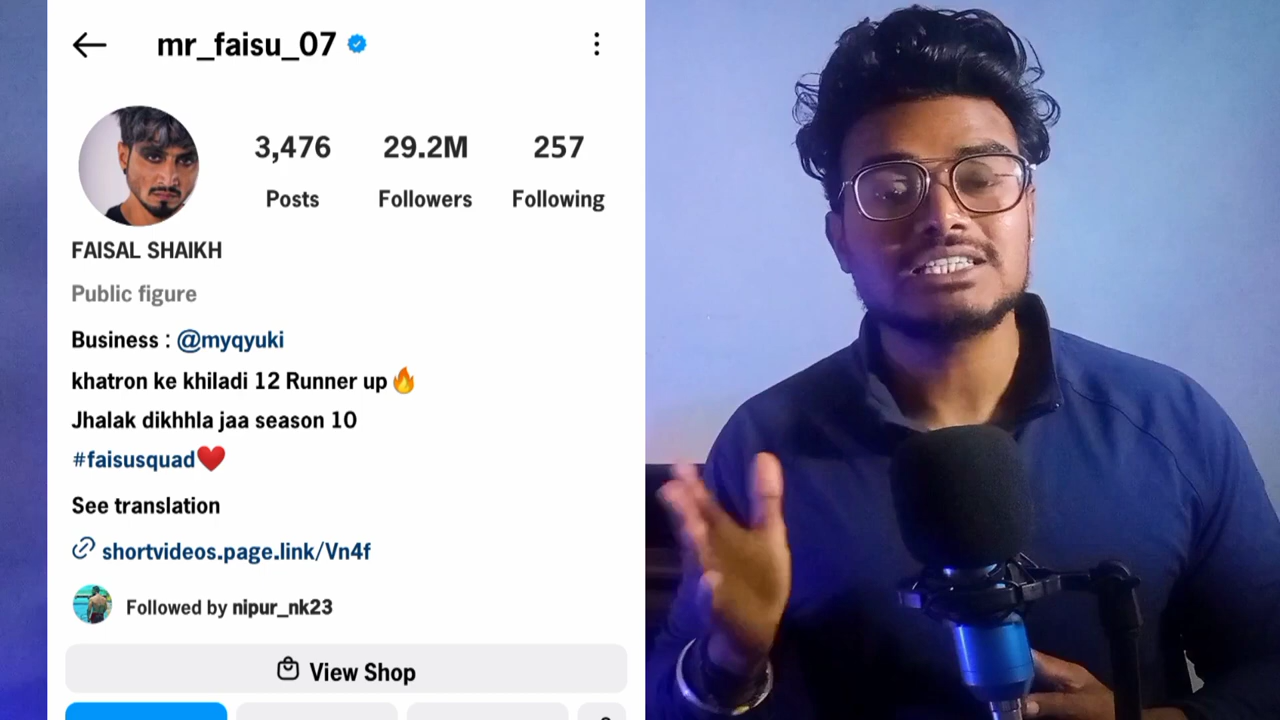 mr_faisu_07
3,476 29.2M 257
Posts Followers Following
FAISAL SHAIKH
Public figure
Business : @myqyuki
khatron ke khiladi 12 Runner up🔥
Jhalak dikhhla jaa season 10
#faisusquad❤️
See translation
shortvideos.page.link/Vn4f
Followed by nipur_nk23
View Shop